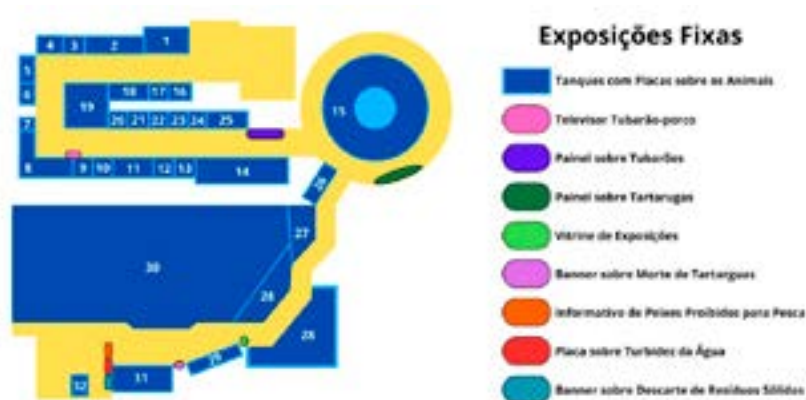 Exposições Fixas
Tanques com Placas sobre os Animais
Televisor Tubarão-porco
Painel sobre Tubarões
Painel sobre Tartarugas
Vitrine de Exposições
Banner sobre Morte de Tartarugas
Informativo de Peixes Proibidos para Pesca
Placa sobre Turbidez da Água
Banner sobre Descarte de Resíduos Sólidos
4 3 2 1
5
6
7
8
19
18 17 16
20 21 22 23 24 25
9 10 11 12 13 14
15
26
27
30
28
28
29
31
32